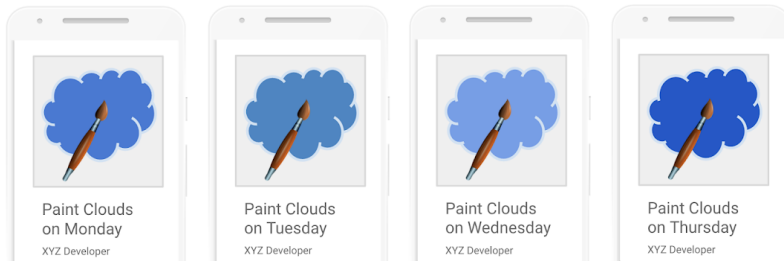 Paint Clouds
on Monday
XYZ Developer
Paint Clouds
on Tuesday
XYZ Developer
Paint Clouds
on Wednesday
XYZ Developer
Paint Clouds
on Thursday
XYZ Developer